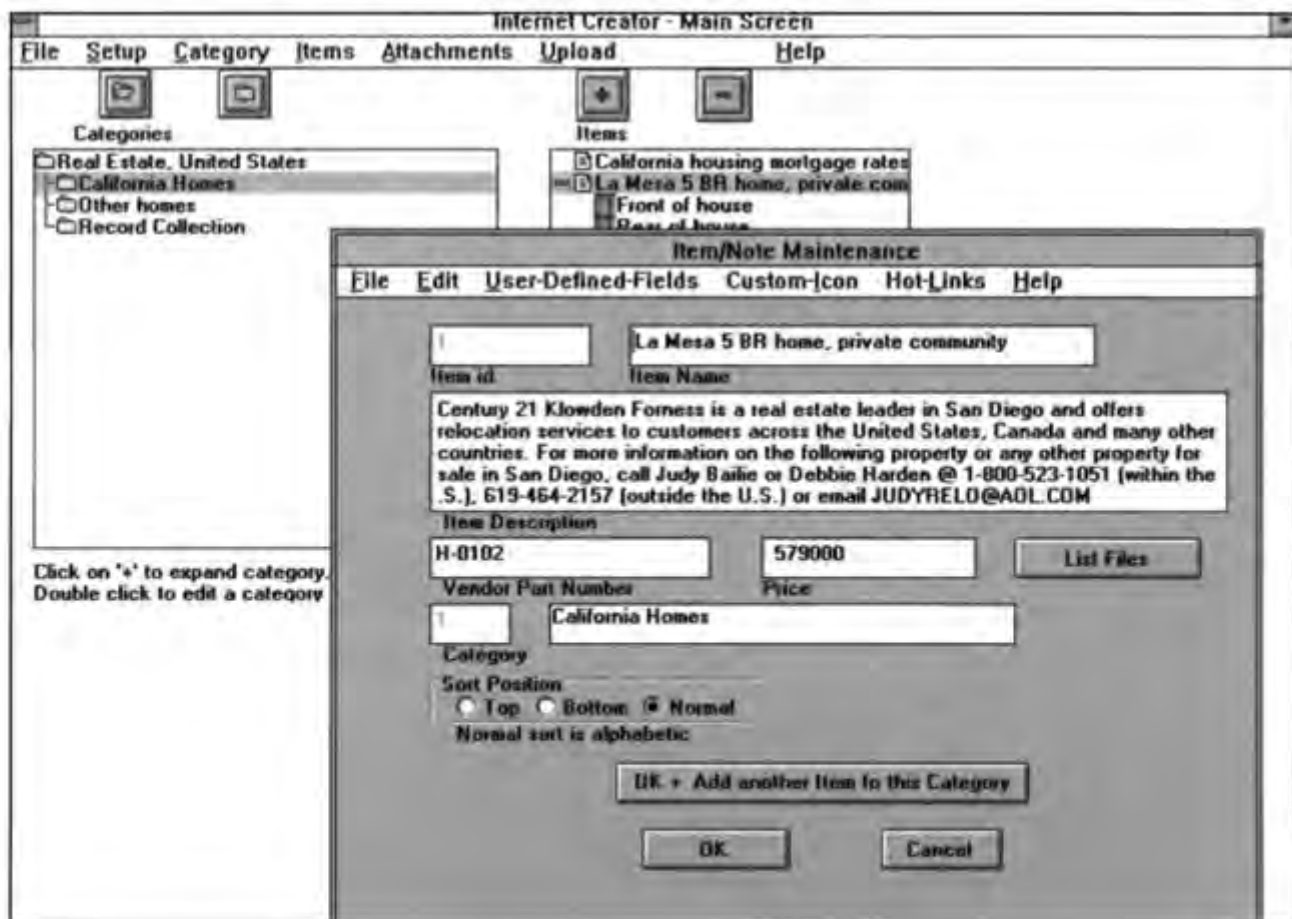 Internet Creator - Main Screen
File Setup Category Items Attachments Upload Help
Categories
Items
Real Estate, United States
California Homes
Other homes
Record Collection
California housing mortgage rates
La Mesa 5 BR home, private com
Front of house
Rear of house
Click on '+' to expand category.
Double click to edit a category
Item/Note Maintenance
File Edit User-Defined-Fields Custom-Icon Hot-Links Help
1
La Mesa 5 BR home, private community
Item id
Item Name
Century 21 Klowden Forness is a real estate leader in San Diego and offers
relocation services to customers across the United States, Canada and many other
countries. For more information on the following property or any other property for
sale in San Diego, call Judy Bailie or Debbie Harden @ 1-800-523-1051 (within the
.S.), 619-464-2157 (outside the U.S.) or email JUDYRELO@AOL.COM
Item Description
H-0102
579000
List Files
Vendor Part Number
Price
1
California Homes
Category
Sort Position
Top Bottom Normal
Normal sort is alphabetic
OK + Add another Item to this Category
OK
Cancel